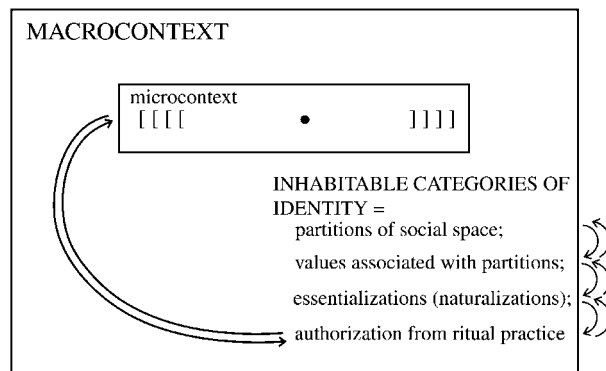 MACROCONTEXT
microcontext
[ [ [ [ • ] ] ] ]
INHABITABLE CATEGORIES OF
IDENTITY =
partitions of social space;
values associated with partitions;
essentializations (naturalizations);
authorization from ritual practice